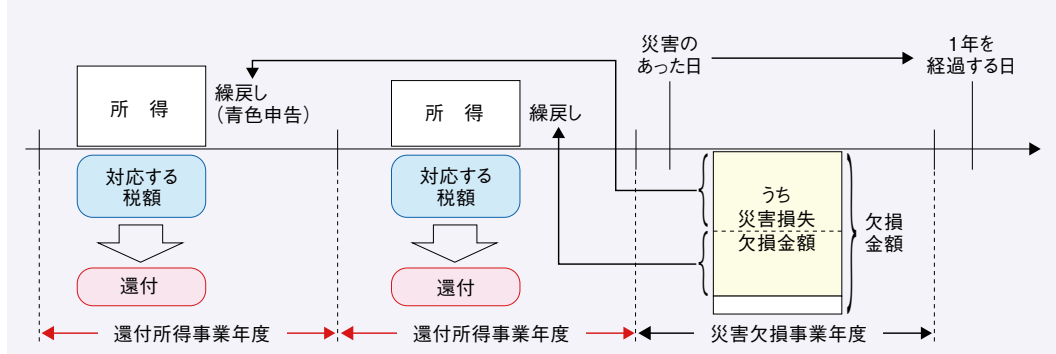 災害の
あった日
1年を
経過する日
所 得
繰戻し
（青色申告）
所 得
繰戻し
対応する
税額
対応する
税額
うち
災害損失
欠損金額
欠損
金額
還付
還付
還付所得事業年度
還付所得事業年度
災害欠損事業年度